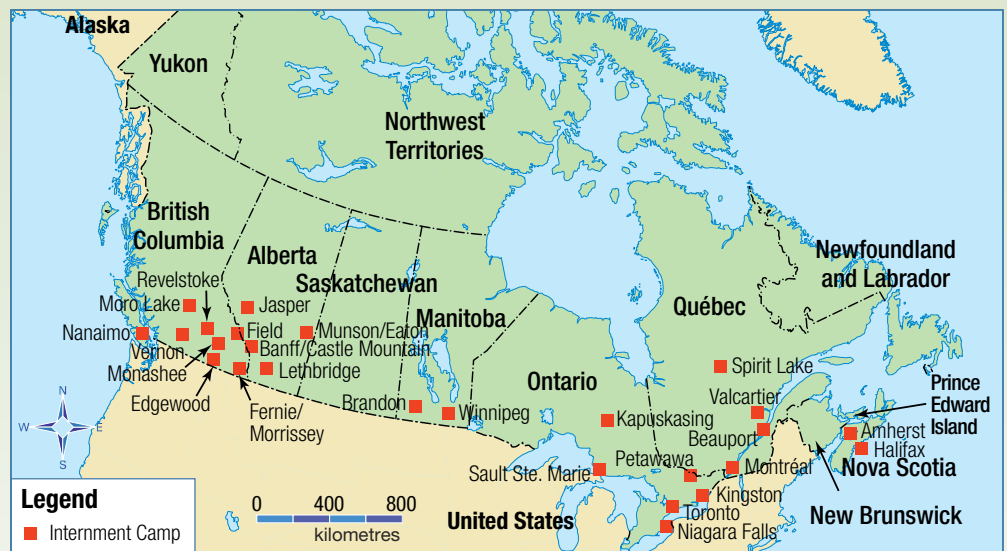 Alaska
Yukon
Northwest
Territories
British
Columbia
Alberta
Saskatchewan
Manitoba
Ontario
Québec
Newfoundland
and Labrador
Revelstoke
Moro Lake
Jasper
Nanaimo
Field
Munson/Eaton
Vernon
Banff/Castle Mountain
Monashee
Lethbridge
Edgewood
Fernie/
Morrissey
Brandon
Winnipeg
Kapuskasing
Spirit Lake
Valcartier
Beauport
Prince
Edward
Island
Amherst
Halifax
Nova Scotia
New Brunswick
Petawawa
Montréal
Sault Ste. Marie
Kingston
Toronto
Niagara Falls
United States
N
W E
S
0 400 800
kilometres
Legend
Internment Camp